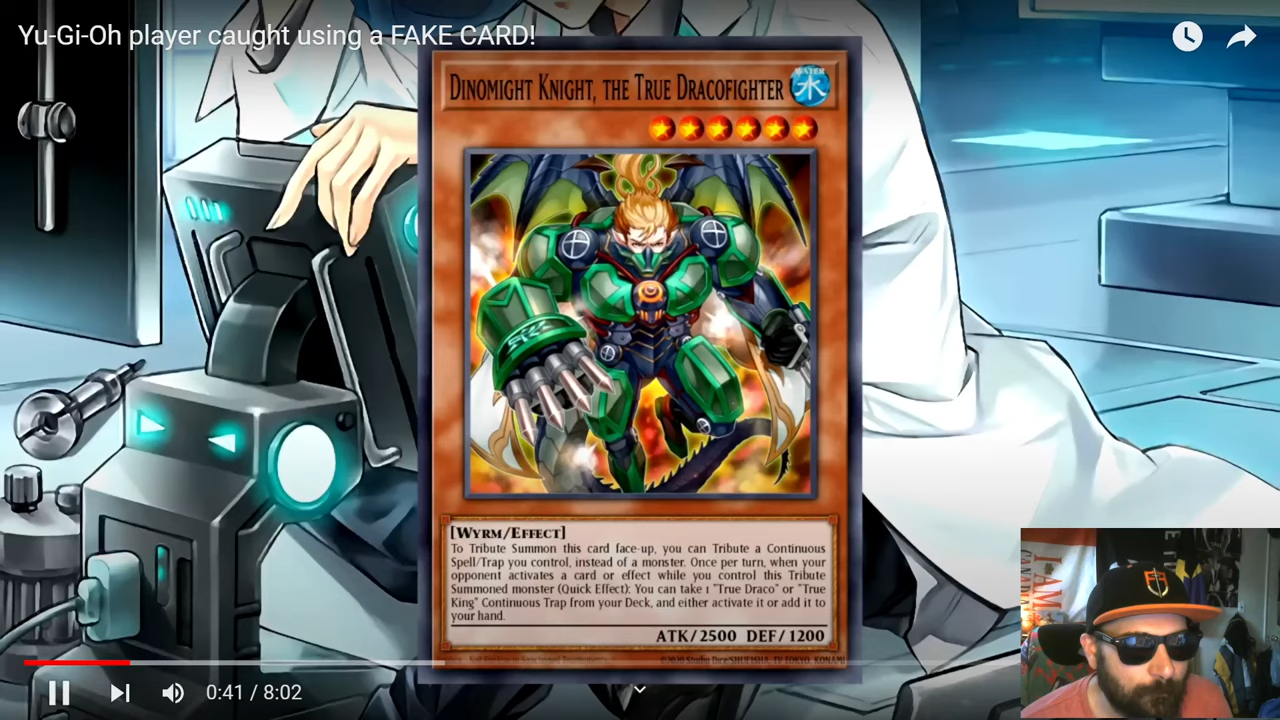 Yu-Gi-Oh player caught using a FAKE CARD!
DINOMIGHT KNIGHT, THE TRUE DRACOFIGHTER
WATER
水
[WYRM/EFFECT]
To Tribute Summon this card face-up, you can Tribute a Continuous
Spell/Trap you control, instead of a monster. Once per turn, when your
opponent activates a card or effect while you control this Tribute
Summoned monster (Quick Effect): You can take 1 "True Draco" or "True
King" Continuous Trap from your Deck, and either activate it or add it to
your hand.
ATK/2500 DEF/1200
©2020 Studio Dice/SHUEISHA, TV TOKYO, KONAMI
I AM
0:41 / 8:02